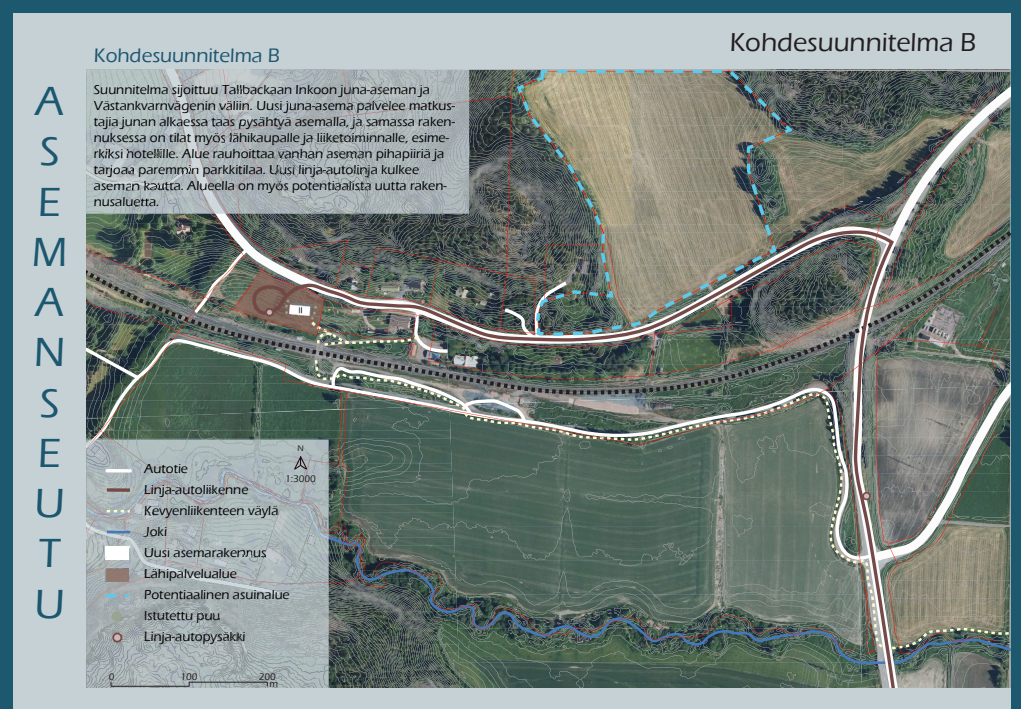 Kohdesuunnitelma B
Kohdesuunnitelma B
ASEMANSEUTU
Suunnitelma sijoittuu Tallbackaan Inkoon juna-aseman ja
Västankvarnvägenin väliin. Uusi juna-asema palvelee matkus-
tajia junan alkaessa taas pysähtyä asemalla, ja samassa raken-
nuksessa on tilat myös lähikaupalle ja liiketoiminnalle, esime-
rkiksi hotellille. Alue rauhoittaa vanhan aseman pihapiiriä ja
tarjoaa paremmin parkkitilaa. Uusi linja-autolinja kulkee
aseman kautta. Alueella on myös potentiaalista uutta raken-
nusaluetta.
II
N
1:3000
Autotie
Linja-autoliikenne
Kevyenliikenteen väylä
Joki
Uusi asemarakennus
Lähipalvelualue
Potentiaalinen asuinalue
Istutettu puu
Linja-autopysäkki
0 100 200
m